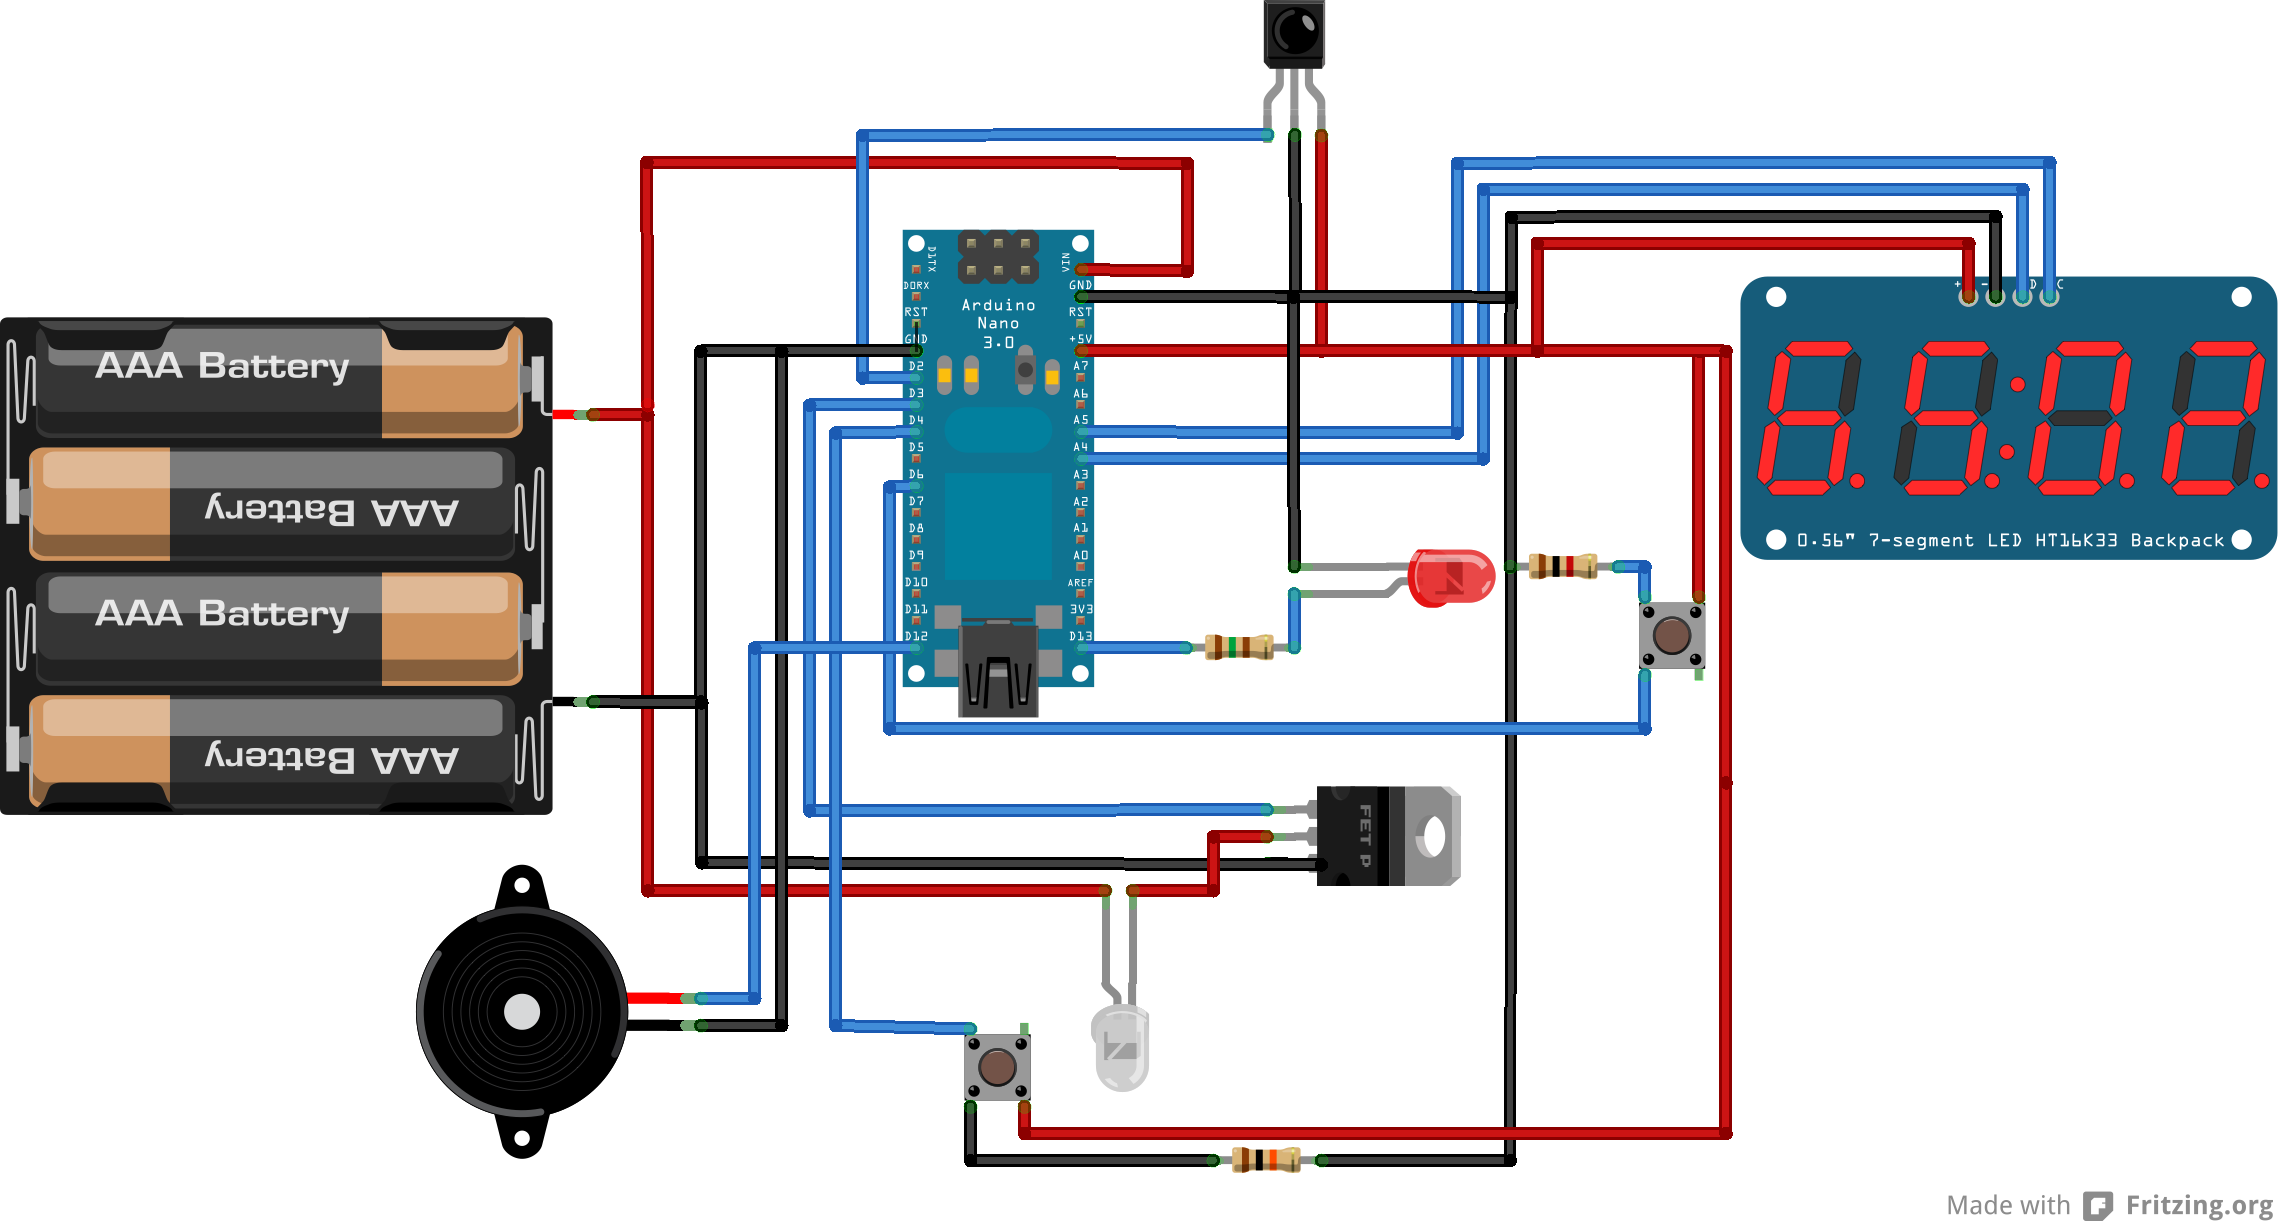 AAA Battery
AAA Battery
AAA Battery
AAA Battery
D1TX
VIN
D0RX
GND
RST
Arduino
Nano
3.0
RST
GND
+5V
D2
A7
D3
A6
D4
A5
D5
A4
D6
A3
D7
A2
D8
A1
D9
A0
D10
AREF
D11
3V3
D12
D13
+ - D C
0.56" 7-segment LED HT16K33 Backpack
FET P
Made with Fritzing.org